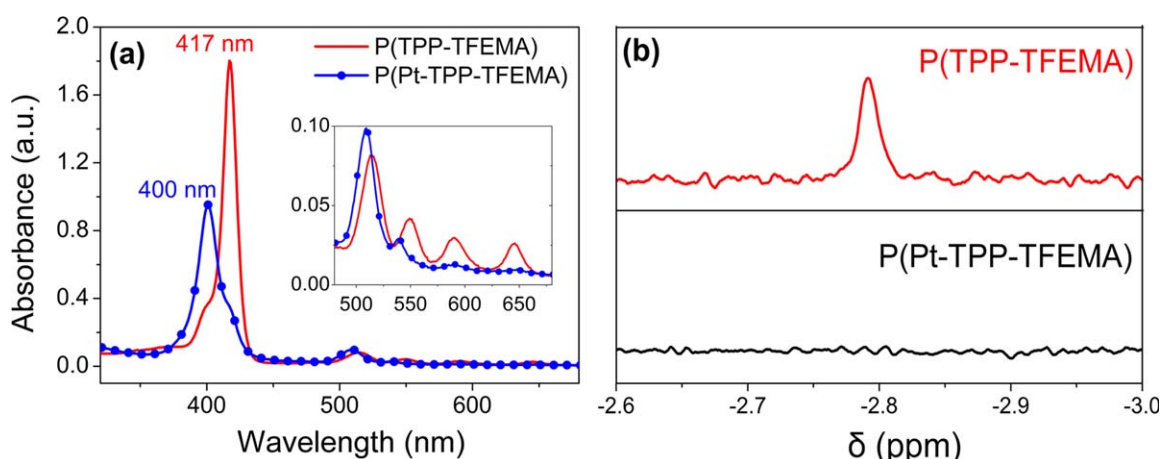 (a)
417 nm
400 nm
P(TPP-TFEMA)
P(Pt-TPP-TFEMA)
2.0
1.6
1.2
0.8
0.4
0.0
Absorbance (a.u.)
0.10
0.05
0.00
500 550 600 650
400 500 600
Wavelength (nm)
(b)
P(TPP-TFEMA)
P(Pt-TPP-TFEMA)
-2.6 -2.7 -2.8 -2.9 -3.0
δ (ppm)